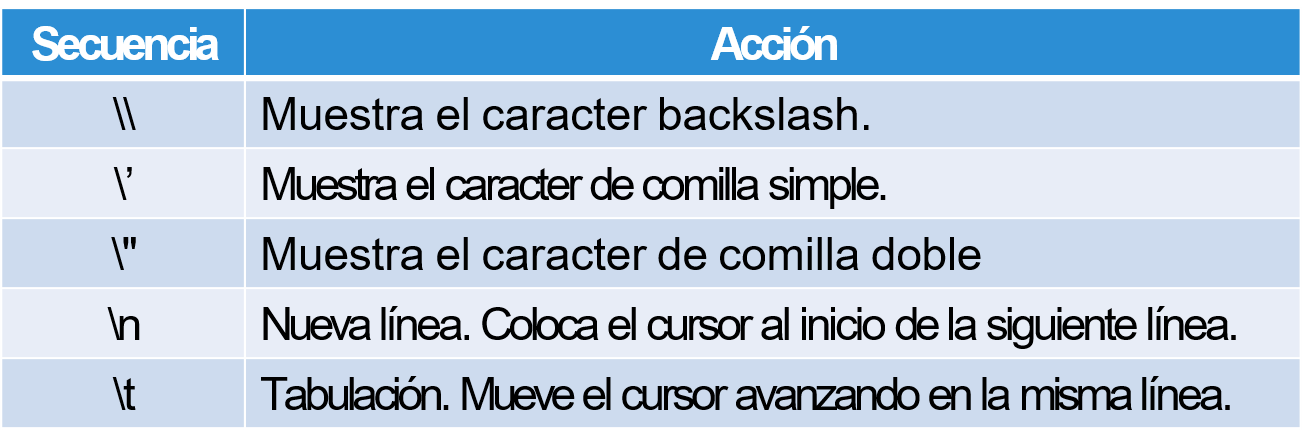 Secuencia Acción
\\ Muestra el caracter backslash.
\’ Muestra el caracter de comilla simple.
\" Muestra el caracter de comilla doble
\n Nueva línea. Coloca el cursor al inicio de la siguiente línea.
\t Tabulación. Mueve el cursor avanzando en la misma línea.